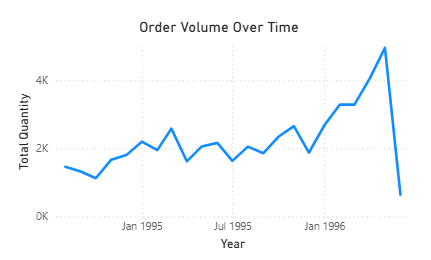 Order Volume Over Time
Total Quantity
4K
2K
0K
Jan 1995 Jul 1995 Jan 1996
Year